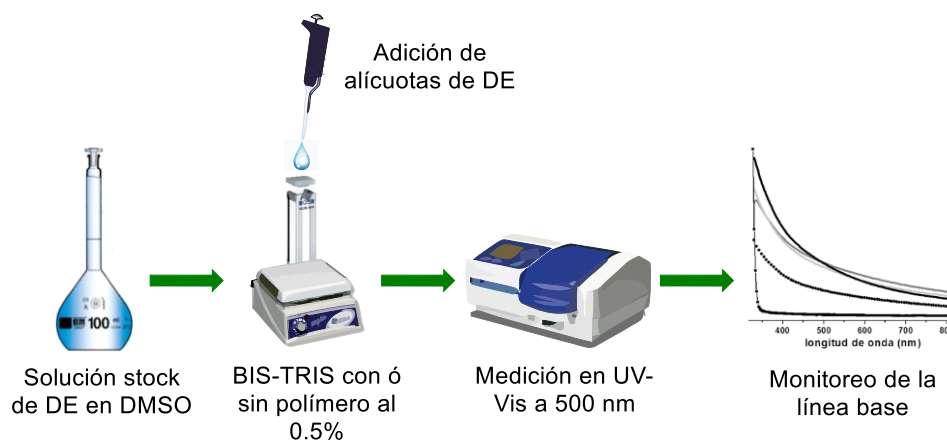 Adición de
alícuotas de DE
100
Solución stock
de DE en DMSO
BIS-TRIS con ó
sin polímero al
0.5%
Medición en UV-
Vis a 500 nm
400 500 600 700 800
longitud de onda (nm)
Monitoreo de la
línea base